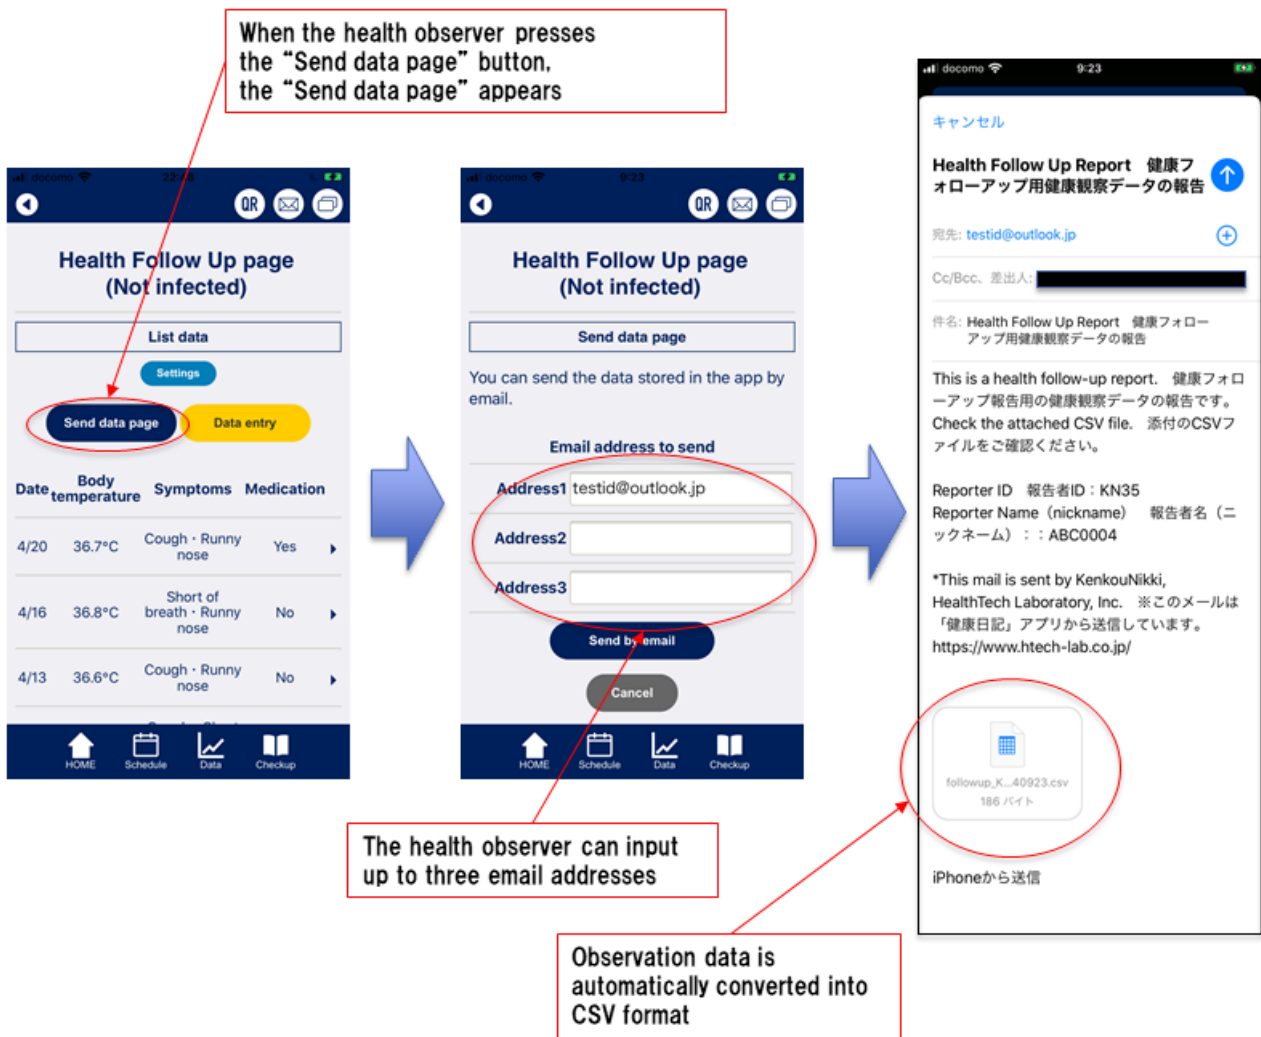 When the health observer presses
the “Send data page” button,
the “Send data page” appears
docomo
22:48
QR
Health Follow Up page
(Not infected)
List data
Settings
Send data page
Data entry
Date
Body temperature
Symptoms
Medication
4/20
36.7°C
Cough・Runny
nose
Yes
4/16
36.8°C
Short of
breath・Runny
nose
No
4/13
36.6°C
Cough・Runny
nose
No
HOME
Schedule
Data
Checkup
docomo
9:23
QR
Health Follow Up page
(Not infected)
Send data page
You can send the data stored in the app by
email.
Email address to send
Address1 testid@outlook.jp
Address2
Address3
Send by email
Cancel
HOME
Schedule
Data
Checkup
The health observer can input
up to three email addresses
docomo
9:23
キャンセル
Health Follow Up Report　健康フ
ォローアップ用健康観察データの報告
宛先: testid@outlook.jp
Cc/Bcc、差出人:
件名: Health Follow Up Report　健康フォロー
アップ用健康観察データの報告
This is a health follow-up report.　健康フォロ
ーアップ報告用の健康観察データの報告です。
Check the attached CSV file.　添付のCSVフ
ァイルをご確認ください。
Reporter ID　報告者ID：KN35
Reporter Name（nickname）　報告者名（ニ
ックネーム）：：ABC0004
*This mail is sent by KenkouNikki,
HealthTech Laboratory, Inc.　※このメールは
「健康日記」アプリから送信しています。
https://www.htech-lab.co.jp/
followup_K...40923.csv
186 バイト
iPhoneから送信
Observation data is
automatically converted into
CSV format